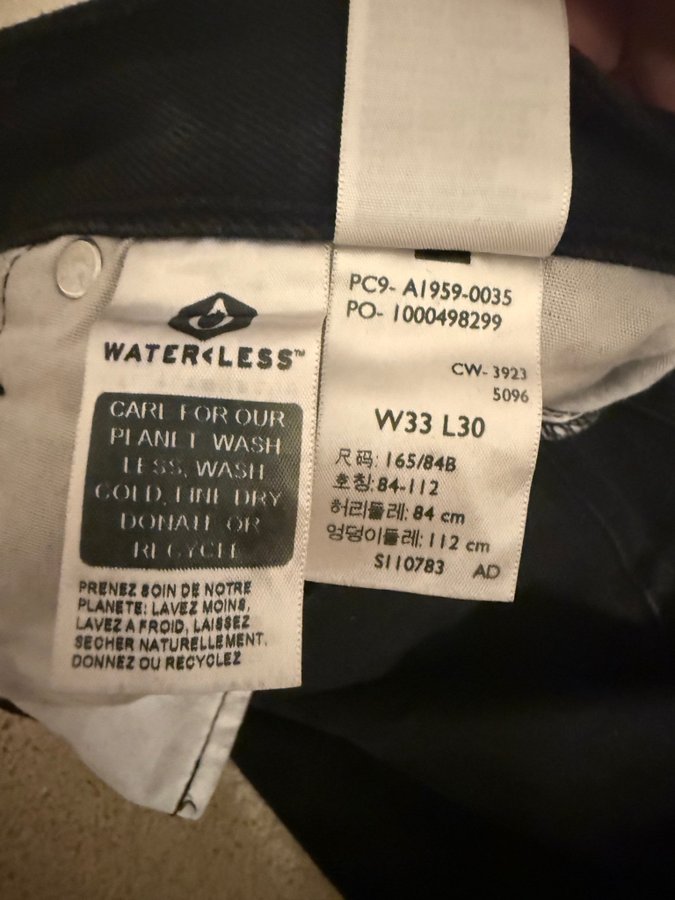 WATER<LESS™
CARE FOR OUR
PLANET WASH
LESS, WASH
COLD, LINE DRY
DONATE OR
RECYCLE
PRENEZ SOIN DE NOTRE
PLANETE: LAVEZ MOINS,
LAVEZ A FROID, LAISSEZ
SECHER NATURELLEMENT.
DONNEZ OU RECYCLEZ
PC9- A1959-0035
PO- 1000498299
CW- 3923
5096
W33 L30
尺码: 165/84B
호칭: 84-112
허리둘레: 84 cm
엉덩이둘레: 112 cm
S110783 AD